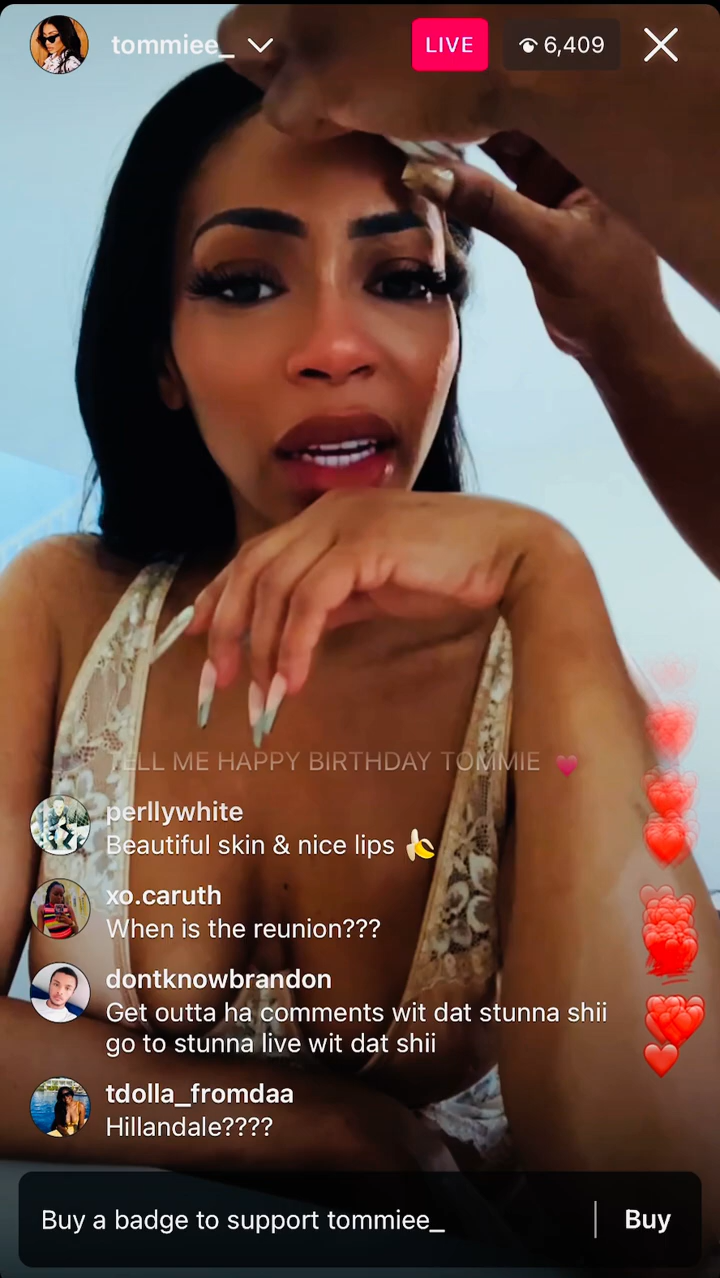 tommiee_
LIVE
6,409
TELL ME HAPPY BIRTHDAY TOMMIE
perllywhite
Beautiful skin & nice lips 🍌
xo.caruth
When is the reunion???
dontknowbrandon
Get outta ha comments wit dat stunna shii
go to stunna live wit dat shii
tdolla_fromdaa
Hillandale????
Buy a badge to support tommiee_
Buy